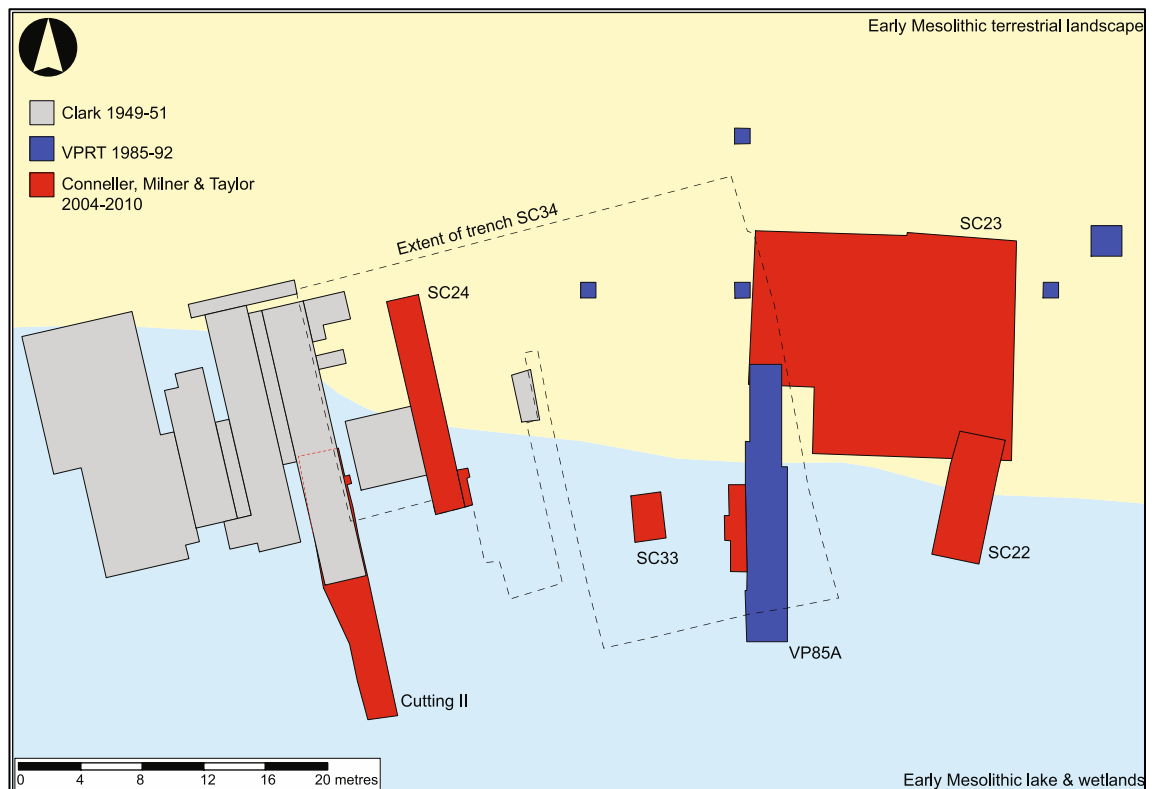 Early Mesolithic terrestrial landscape
Clark 1949-51
VPRT 1985-92
Conneller, Milner & Taylor
2004-2010
Extent of trench SC34
SC23
SC24
SC33
SC22
VP85A
Cutting II
0 4 8 12 16 20 metres
Early Mesolithic lake & wetlands